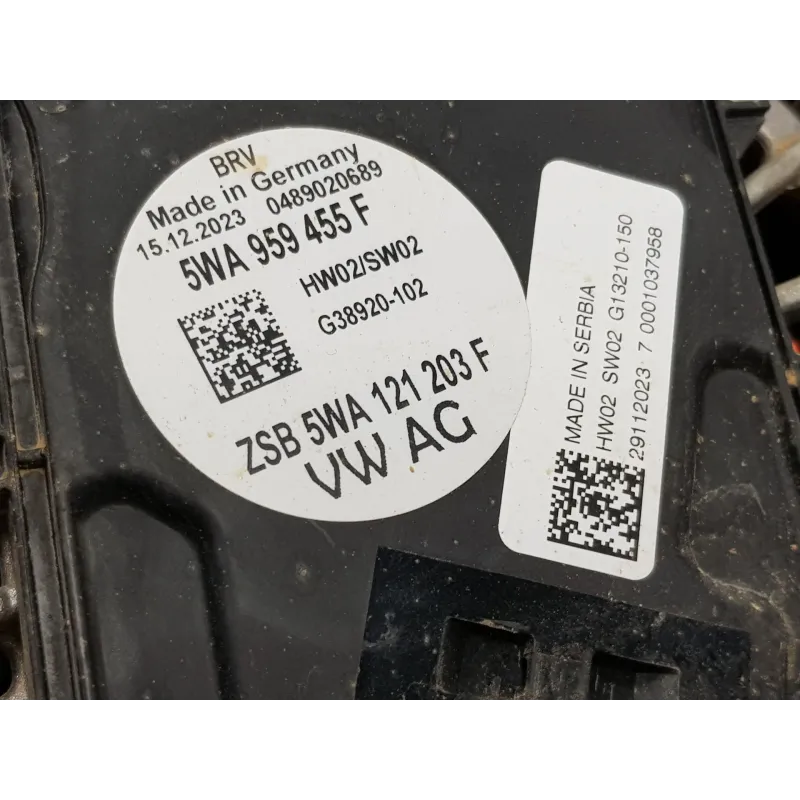 BRV
Made in Germany
15.12.2023 0489020689
5WA 959 455 F
HW02/SW02
G38920-102
ZSB 5WA 121 203 F
VW AG
MADE IN SERBIA
HW02 SW02 G13210-150
29112023 7 0001037958